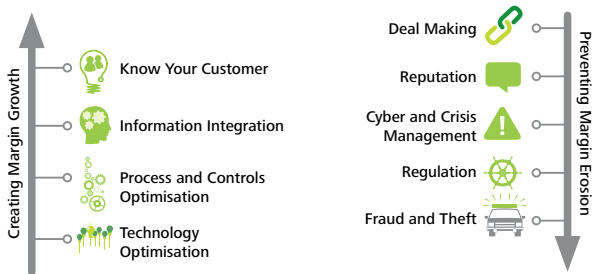 Creating Margin Growth
Know Your Customer
Information Integration
Process and Controls
Optimisation
Technology
Optimisation
Deal Making
Reputation
Cyber and Crisis
Management
Regulation
Fraud and Theft
Preventing Margin Erosion